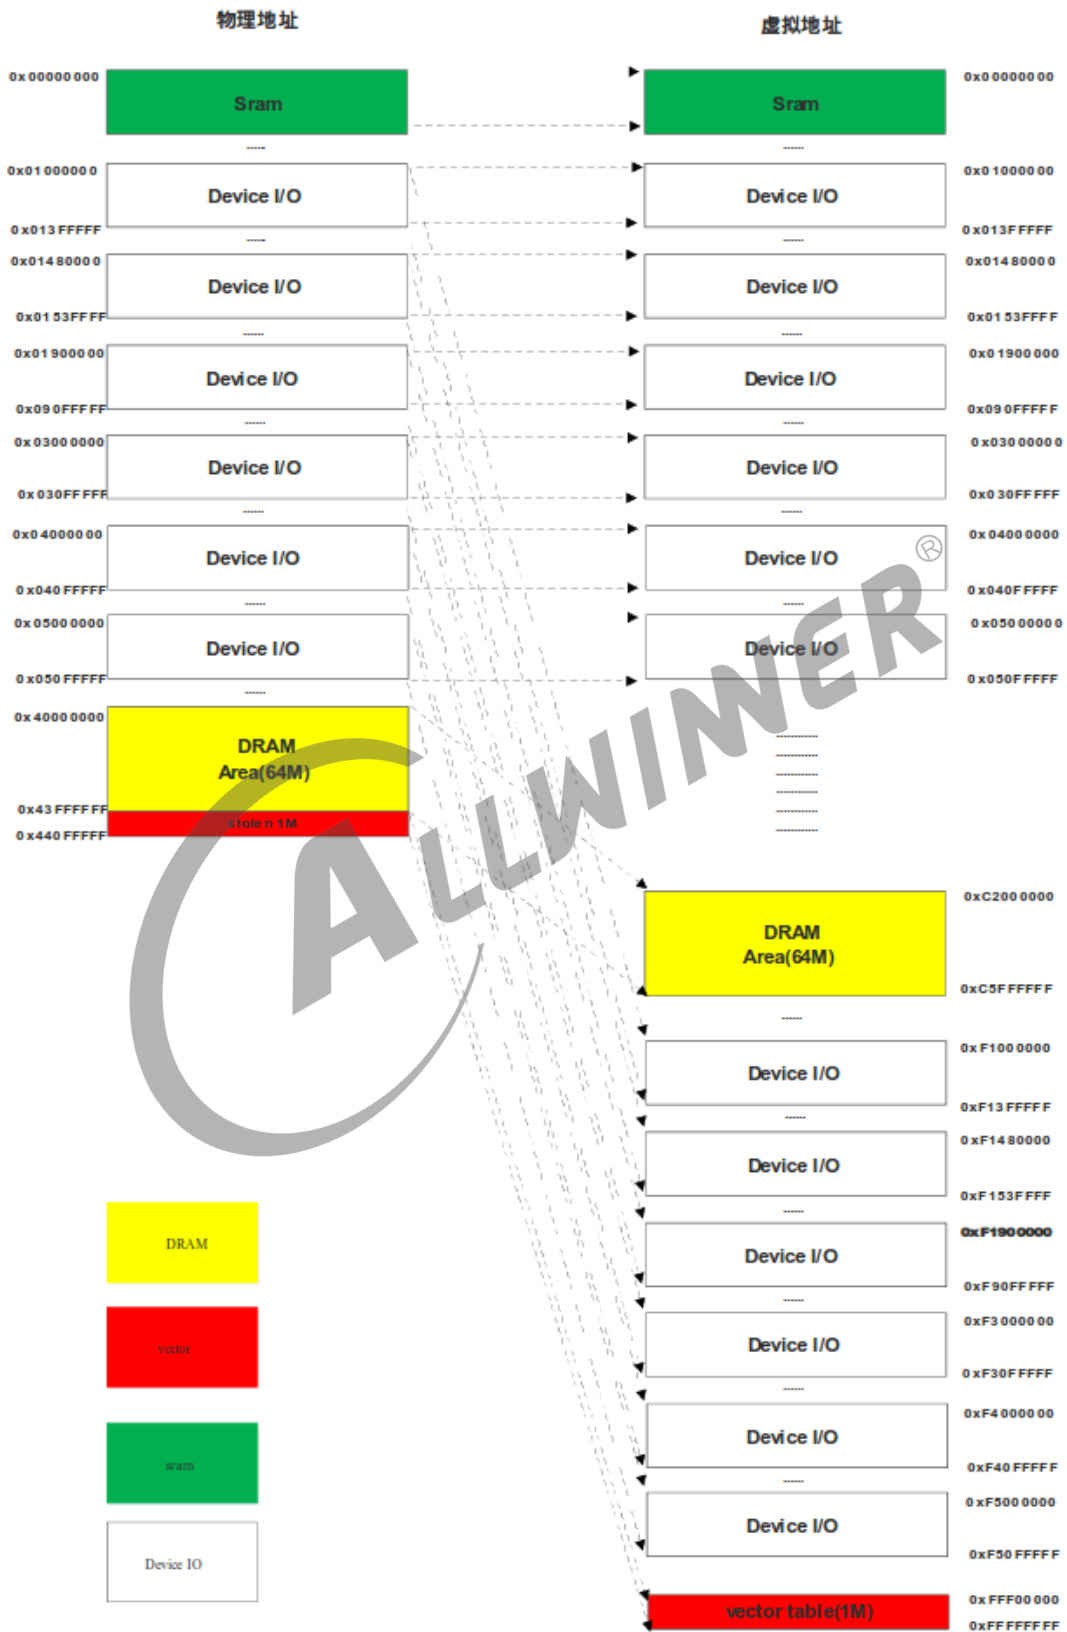 物理地址
虚拟地址
0x00000000
Sram
Sram
0x00000000
0x01000000
Device I/O
Device I/O
0x01000000
0x013FFFFF
0x013FFFFF
0x01480000
Device I/O
Device I/O
0x01480000
0x0153FFFF
0x0153FFFF
0x01900000
Device I/O
Device I/O
0x01900000
0x090FFFFF
0x090FFFFF
0x03000000
Device I/O
Device I/O
0x03000000
0x030FFFFF
0x030FFFFF
0x04000000
Device I/O
Device I/O
0x04000000
0x040FFFFF
0x040FFFFF
0x05000000
Device I/O
Device I/O
0x05000000
0x050FFFFF
0x050FFFFF
0x40000000
DRAM
Area(64M)
0x43FFFFFF
stolen 1M
0x440FFFFF
ALLWINNER®
0xC2000000
DRAM
Area(64M)
0xC5FFFFFF
0xF1000000
Device I/O
0xF13FFFFF
0xF1480000
Device I/O
0xF153FFFF
0xF1900000
Device I/O
0xF90FFFFF
0xF3000000
Device I/O
0xF30FFFFF
0xF4000000
Device I/O
0xF40FFFFF
0xF5000000
Device I/O
0xF50FFFFF
0xFFF00000
vector table(1M)
0xFFFFFFFF
DRAM
vector
sram
Device IO